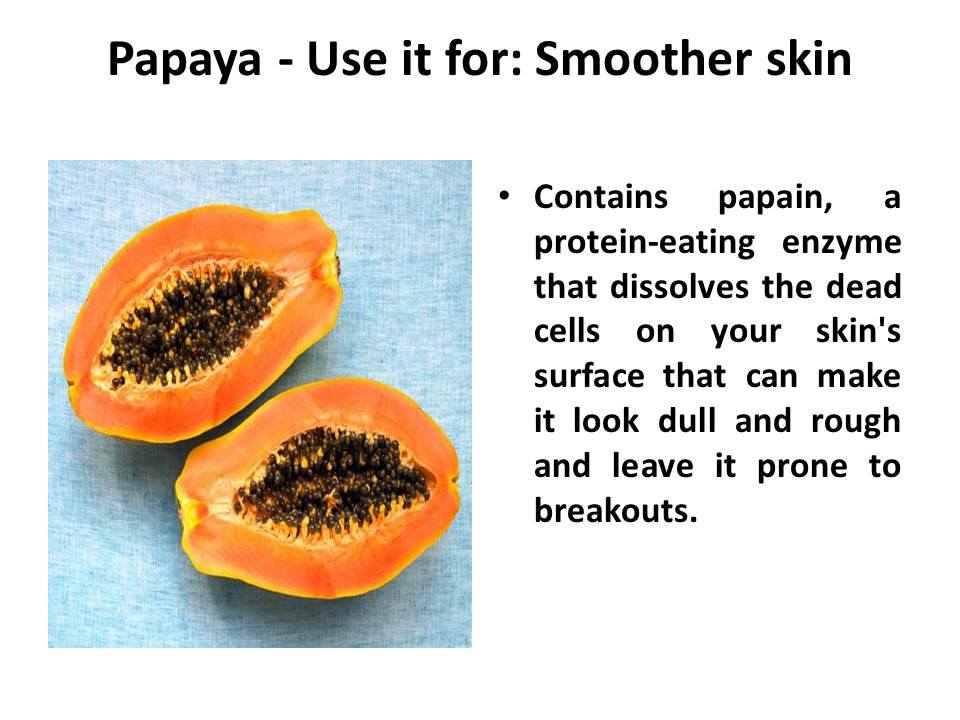 Papaya - Use it for: Smoother skin
• Contains papain, a
protein-eating enzyme
that dissolves the dead
cells on your skin's
surface that can make
it look dull and rough
and leave it prone to
breakouts.